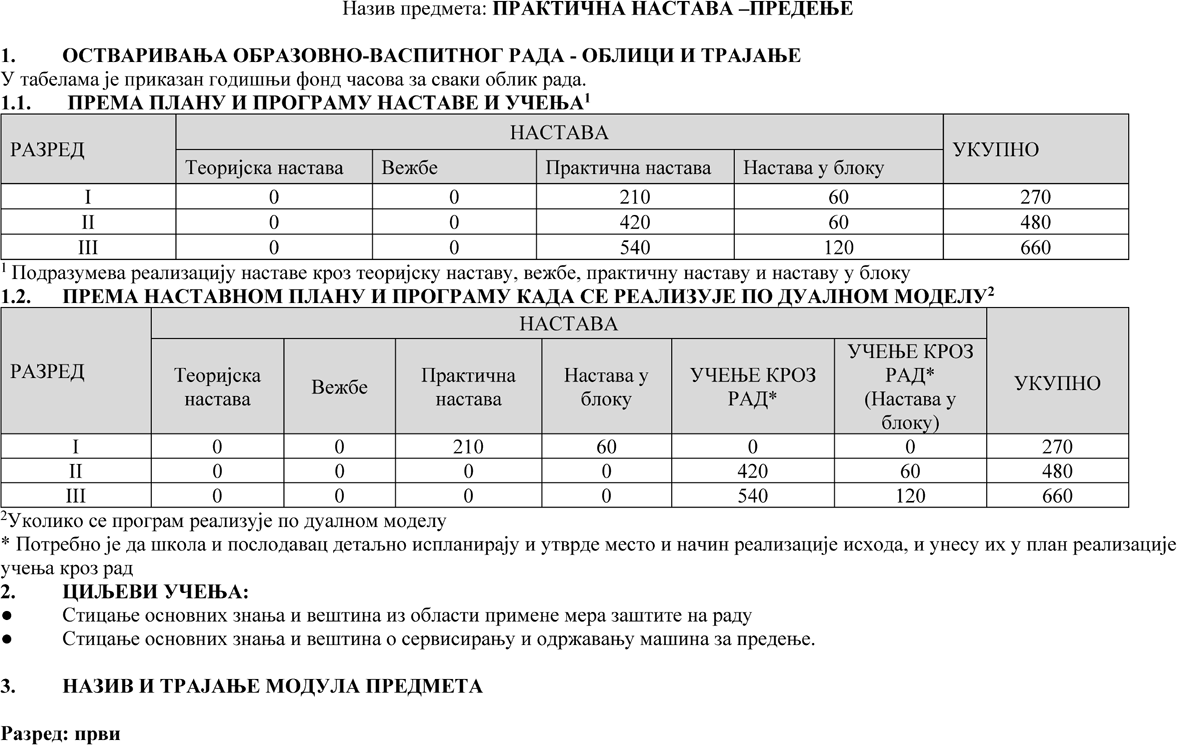 Назив предмета: ПРАКТИЧНА НАСТАВА –ПРЕДЕЊЕ
1. ОСТВАРИВАЊА ОБРАЗОВНО-ВАСПИТНОГ РАДА - ОБЛИЦИ И ТРАЈАЊЕ
У табелама је приказан годишњи фонд часова за сваки облик рада.
1.1. ПРЕМА ПЛАНУ И ПРОГРАМУ НАСТАВЕ И УЧЕЊА¹
РАЗРЕД НАСТАВА УКУПНО
Теоријска настава Вежбе Практична настава Настава у блоку
I 0 0 210 60 270
II 0 0 420 60 480
III 0 0 540 120 660
¹ Подразумева реализацију наставе кроз теоријску наставу, вежбе, практичну наставу и наставу у блоку
1.2. ПРЕМА НАСТАВНОМ ПЛАНУ И ПРОГРАМУ КАДА СЕ РЕАЛИЗУЈЕ ПО ДУАЛНОМ МОДЕЛУ²
РАЗРЕД НАСТАВА УКУПНО
Теоријска
настава
Вежбе
Практична
настава
Настава у
блоку
УЧЕЊЕ КРОЗ
РАД*
УЧЕЊЕ КРОЗ
РАД*
(Настава у
блоку)
I 0 0 210 60 0 0 270
II 0 0 0 0 420 60 480
III 0 0 0 0 540 120 660
²Уколико се програм реализује по дуалном моделу
* Потребно је да школа и послодавац детаљно испланирају и утврде место и начин реализације исхода, и унесу их у план реализације
учења кроз рад
2. ЦИЉЕВИ УЧЕЊА:
● Стицање основних знања и вештина из области примене мера заштите на раду
● Стицање основних знања и вештина о сервисирању и одржавању машина за предење.
3. НАЗИВ И ТРАЈАЊЕ МОДУЛА ПРЕДМЕТА
Разред: први